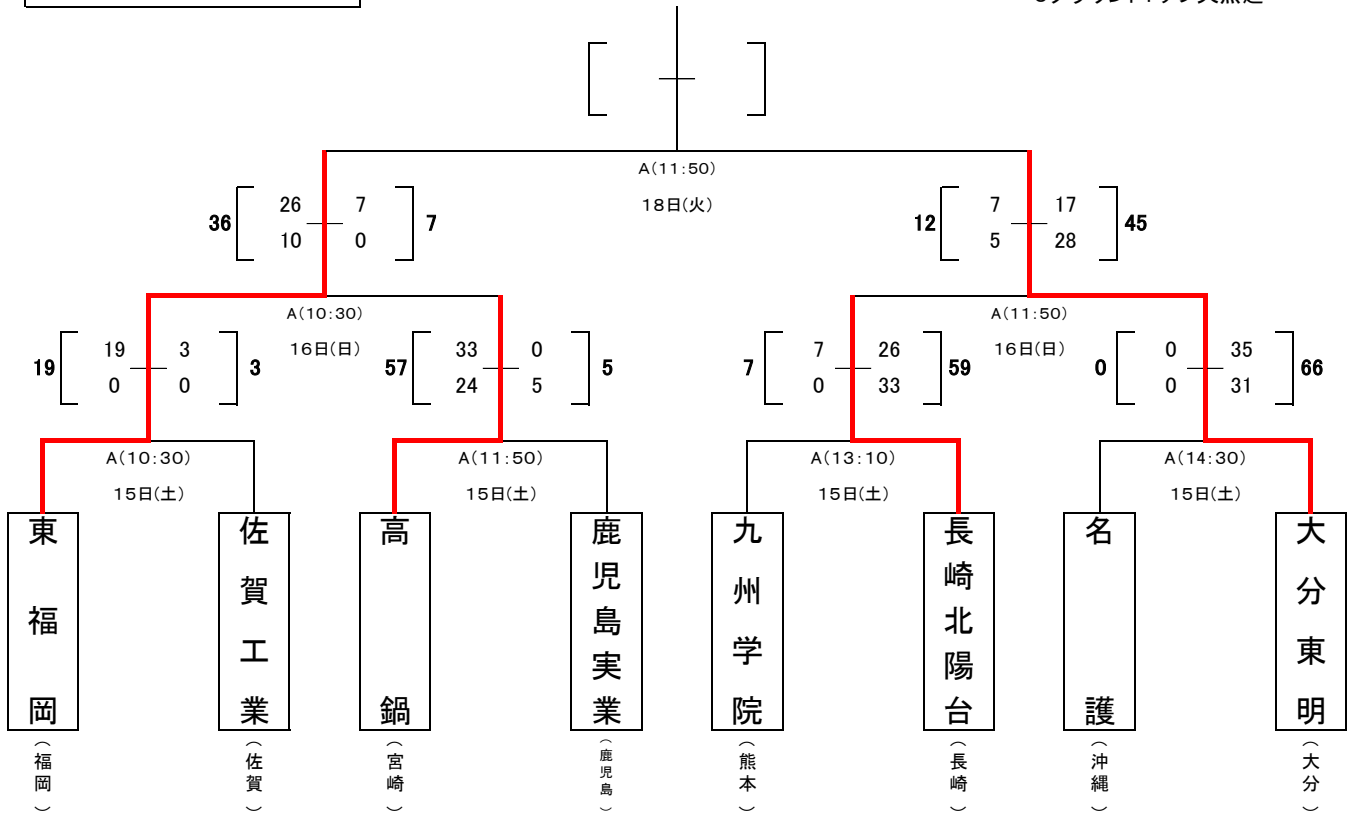 A(11:50)
18日(火)
36 26 7 7
10 0
12 7 17 45
5 28
A(10:30)
16日(日)
A(11:50)
16日(日)
19 19 3 3
0 0
57 33 0 5
24 5
7 7 26 59
0 33
0 0 35 66
0 31
A(10:30)
15日(土)
A(11:50)
15日(土)
A(13:10)
15日(土)
A(14:30)
15日(土)
東福岡
(福岡)
佐賀工業
(佐賀)
高鍋
(宮崎)
鹿児島実業
(鹿児島)
九州学院
(熊本)
長崎北陽台
(長崎)
名護
(沖縄)
大分東明
(大分)